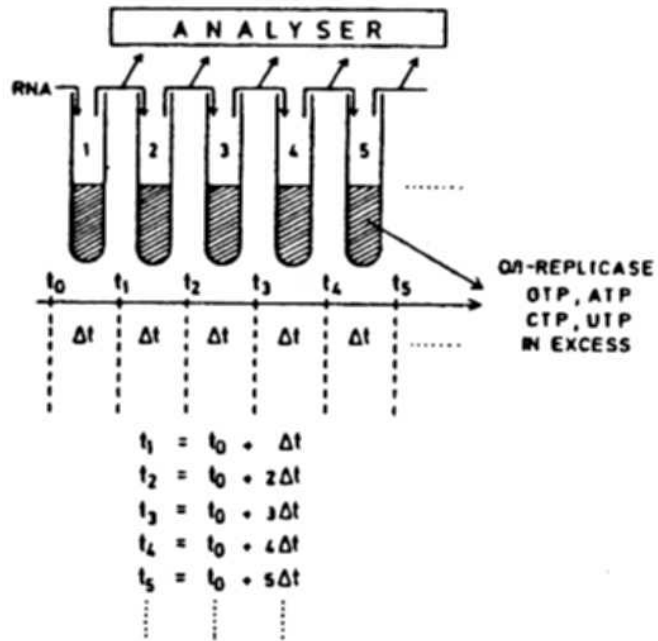 ANALYSER
RNA
1 2 3 4 5
........
t₀ t₁ t₂ t₃ t₄ t₅
Δt Δt Δt Δt Δt ........
-REPLICASE
GTP, ATP
CTP, UTP
IN EXCESS
t₁ = t₀ + Δt
t₂ = t₀ + 2Δt
t₃ = t₀ + 3Δt
t₄ = t₀ + 4Δt
t₅ = t₀ + 5Δt